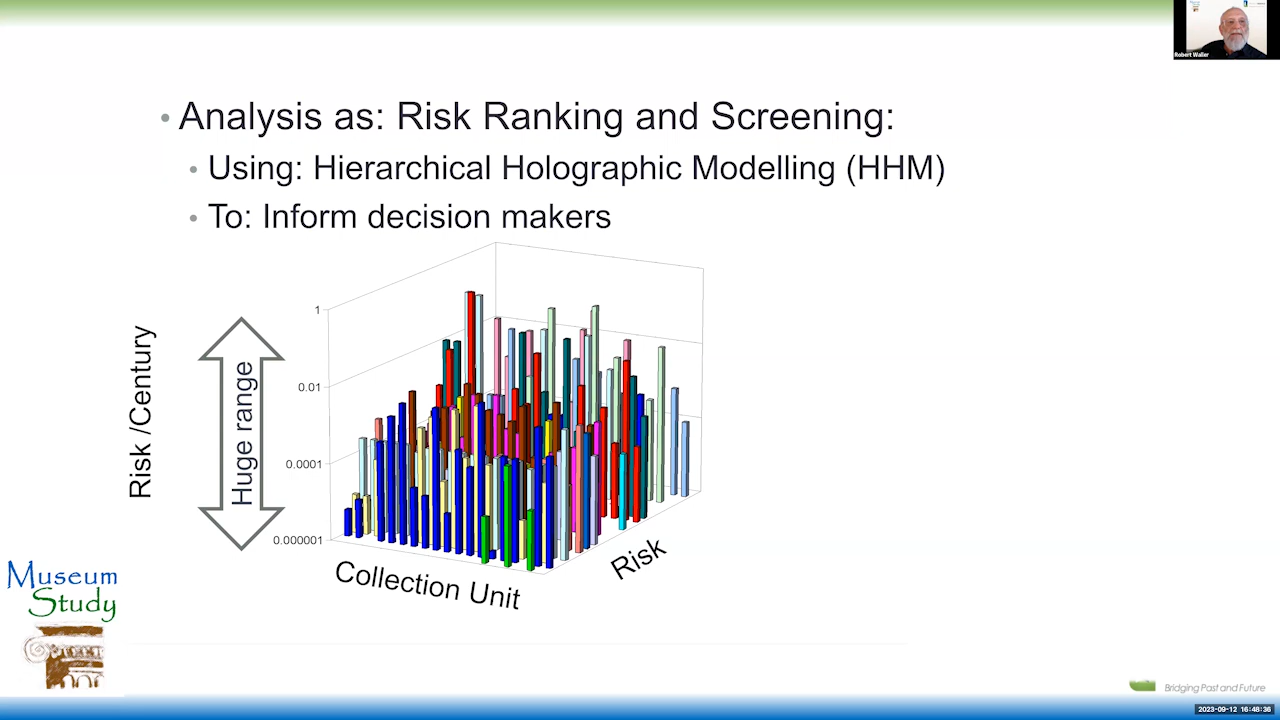 Robert Waller
• Analysis as: Risk Ranking and Screening:
• Using: Hierarchical Holographic Modelling (HHM)
• To: Inform decision makers
Risk /Century
Huge range
1
0.01
0.0001
0.000001
Collection Unit
Risk
Museum
Study
Bridging Past and Future
2023-09-12 16:48:36